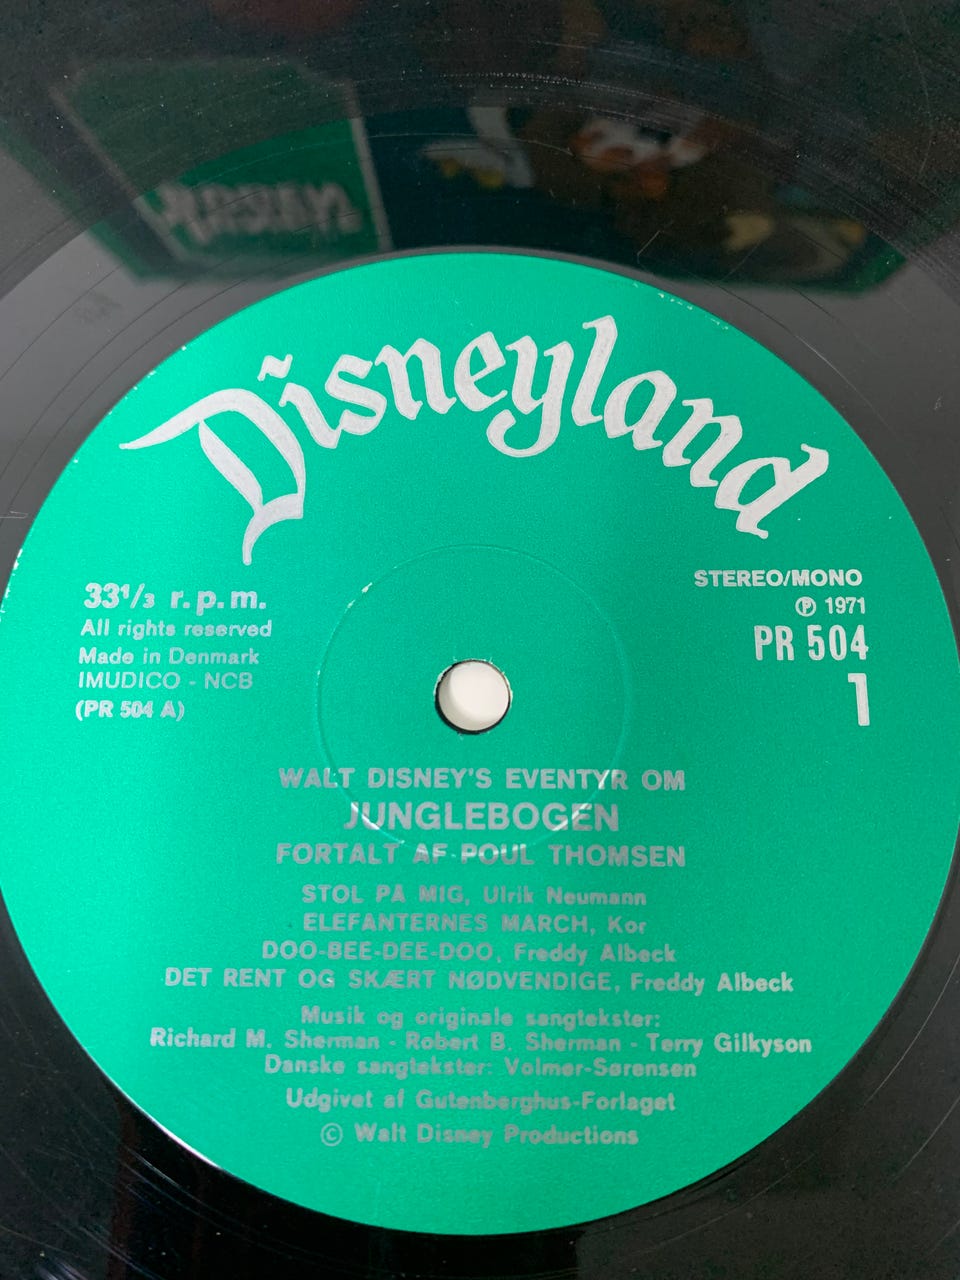 Disneyland
33⅓ r.p.m.
All rights reserved
Made in Denmark
IMUDICO - NCB
(PR 504 A)
STEREO/MONO
℗ 1971
PR 504
1
WALT DISNEY'S EVENTYR OM
JUNGLEBOGEN
FORTALT AF POUL THOMSEN
STOL PÅ MIG, Ulrik Neumann
ELEFANTERNES MARCH, Kor
DOO-BEE-DEE-DOO, Freddy Albeck
DET RENT OG SKÆRT NØDVENDIGE, Freddy Albeck
Musik og originale sangtekster:
Richard M. Sherman - Robert B. Sherman - Terry Gilkyson
Danske sangtekster: Volmer-Sørensen
Udgivet af Gutenberghus-Forlaget
© Walt Disney Productions